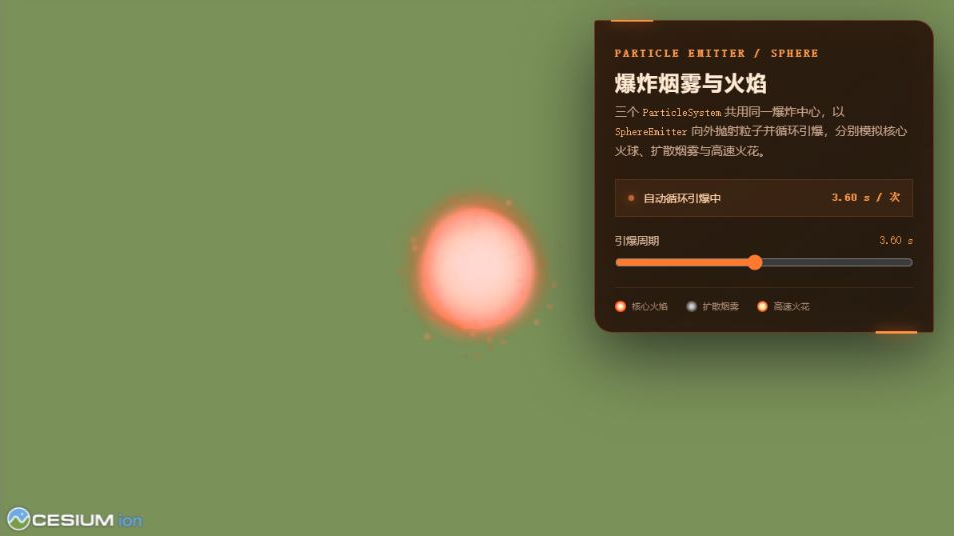 PARTICLE EMITTER / SPHERE
爆炸烟雾与火焰
三个 ParticleSystem 共用同一爆炸中心，以
SphereEmitter 向外抛射粒子并循环引爆，分别模拟核心
火球、扩散烟雾与高速火花。
自动循环引爆中 3.60 s / 次
引爆周期 3.60 s
核心火焰 扩散烟雾 高速火花
CESIUM ion